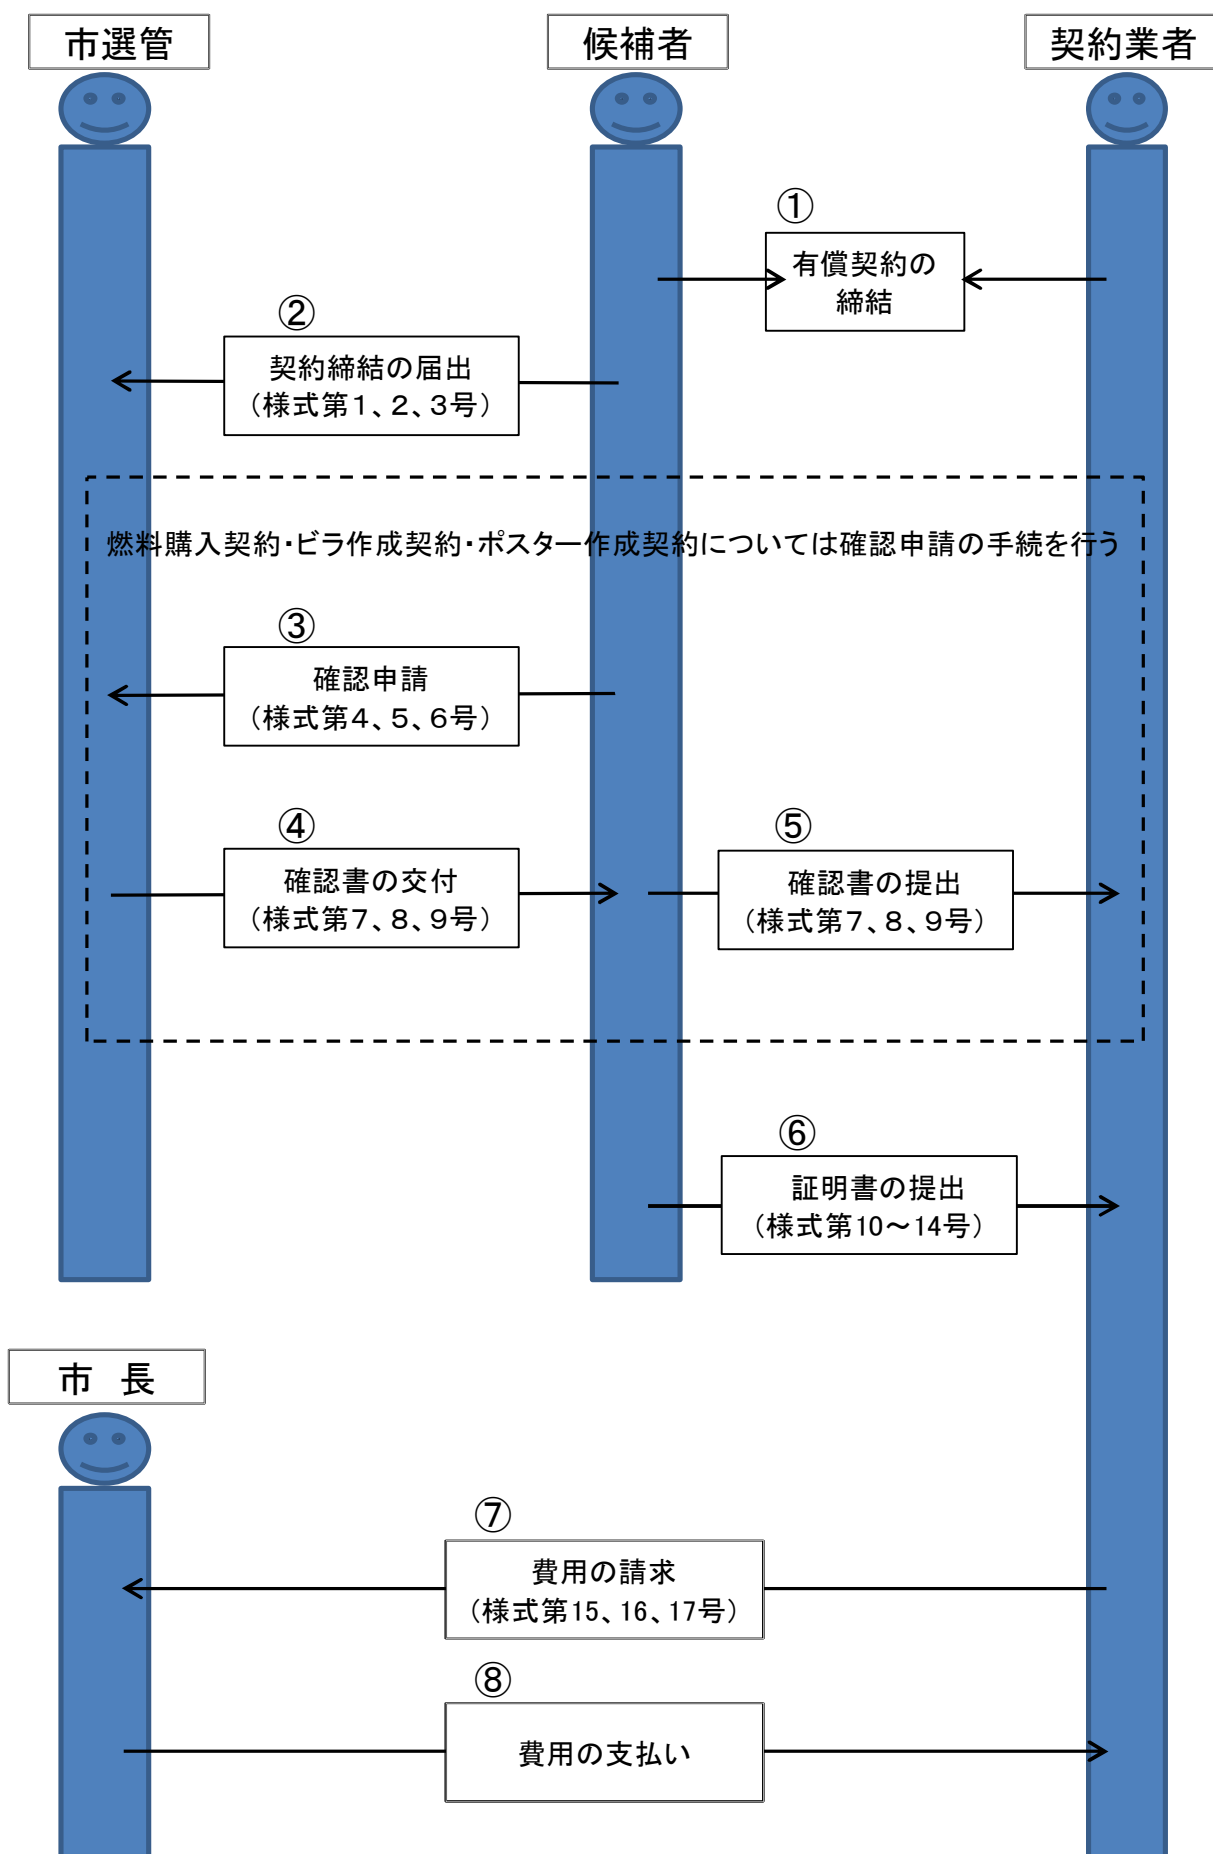 市選管
候補者
契約業者
①
有償契約の
締結
②
契約締結の届出
（様式第１、２、３号）
燃料購入契約・ビラ作成契約・ポスター作成契約については確認申請の手続を行う
③
確認申請
（様式第４、５、６号）
④
確認書の交付
（様式第７、８、９号）
⑤
確認書の提出
（様式第７、８、９号）
⑥
証明書の提出
（様式第10～14号）
市　長
⑦
費用の請求
（様式第15、16、17号）
⑧
費用の支払い